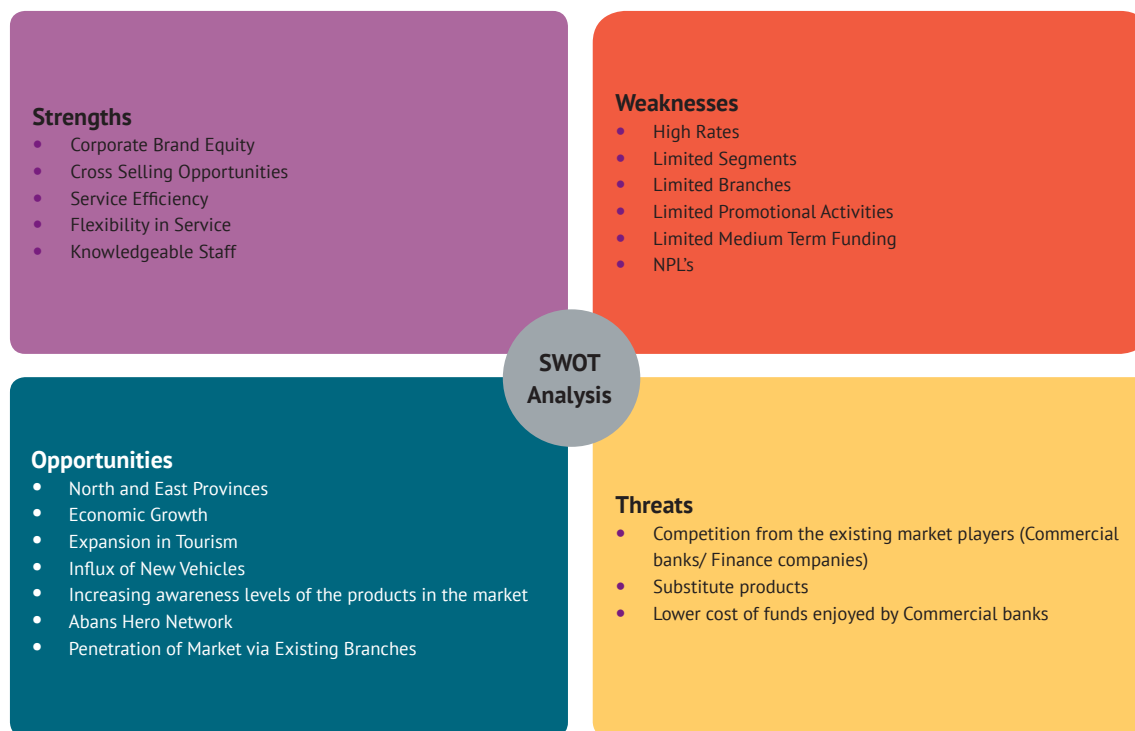 Strengths
• Corporate Brand Equity
• Cross Selling Opportunities
• Service Efficiency
• Flexibility in Service
• Knowledgeable Staff
Weaknesses
• High Rates
• Limited Segments
• Limited Branches
• Limited Promotional Activities
• Limited Medium Term Funding
• NPL's
SWOT
Analysis
Opportunities
• North and East Provinces
• Economic Growth
• Expansion in Tourism
• Influx of New Vehicles
• Increasing awareness levels of the products in the market
• Abans Hero Network
• Penetration of Market via Existing Branches
Threats
• Competition from the existing market players (Commercial
banks/ Finance companies)
• Substitute products
• Lower cost of funds enjoyed by Commercial banks